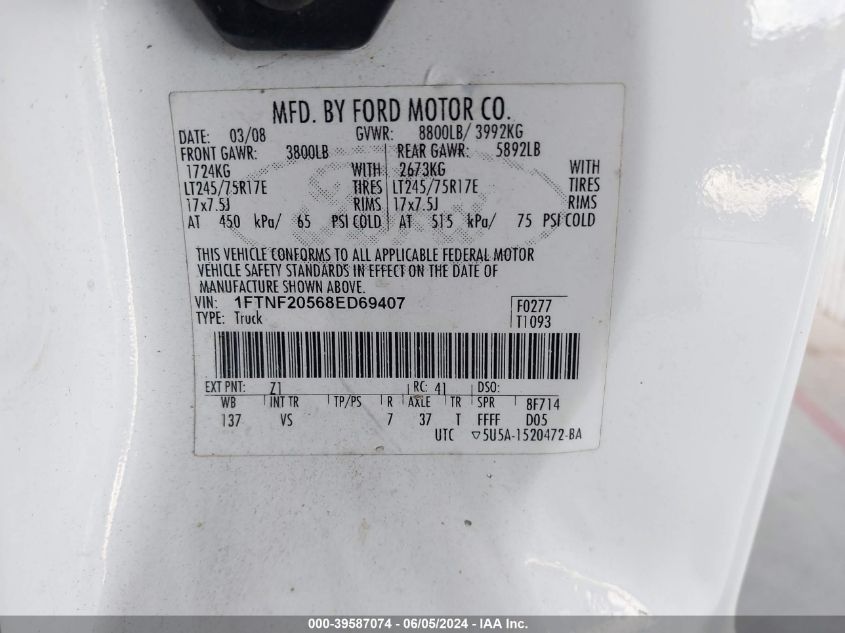 MFD. BY FORD MOTOR CO.
DATE: 03/08 GVWR: 8800LB/ 3992KG
FRONT GAWR: 3800LB REAR GAWR: 5892LB
1724KG WITH 2673KG WITH
LT245/75R17E TIRES LT245/75R17E TIRES
17x7.5J RIMS 17x7.5J RIMS
AT 450 kPa/ 65 PSI COLD AT 515 kPa/ 75 PSI COLD
THIS VEHICLE CONFORMS TO ALL APPLICABLE FEDERAL MOTOR
VEHICLE SAFETY STANDARDS IN EFFECT ON THE DATE OF
MANUFACTURE SHOWN ABOVE.
VIN: 1FTNF20568ED69407 F0277
TYPE: Truck T1093
EXT PNT: Z1 RC: 41 DSO:
WB INT TR TP/PS R AXLE TR SPR 8F714
137 VS 7 37 T FFFF D05
UTC ▽5U5A-1520472-BA
000-39587074 - 06/05/2024 - IAA Inc.